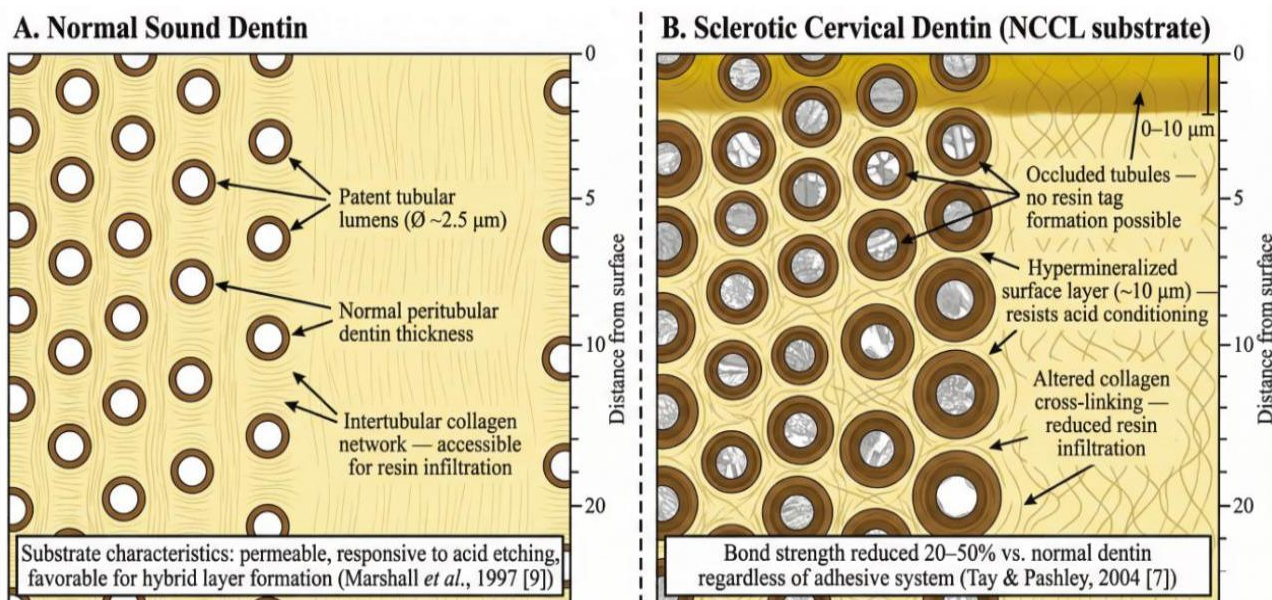 A. Normal Sound Dentin
0
5
10
20
Distance from surface
Patent tubular
lumens (Ø ~2.5 μm)
Normal peritubular
dentin thickness
Intertubular collagen
network — accessible
for resin infiltration
Substrate characteristics: permeable, responsive to acid etching,
favorable for hybrid layer formation (Marshall et al., 1997 [9])
B. Sclerotic Cervical Dentin (NCCL substrate)
0
5
10
20
Distance from surface
0–10 μm
Occluded tubules —
no resin tag
formation possible
Hypermineralized
surface layer (~10 μm) —
resists acid conditioning
Altered collagen
cross-linking —
reduced resin
infiltration
Bond strength reduced 20–50% vs. normal dentin
regardless of adhesive system (Tay & Pashley, 2004 [7])